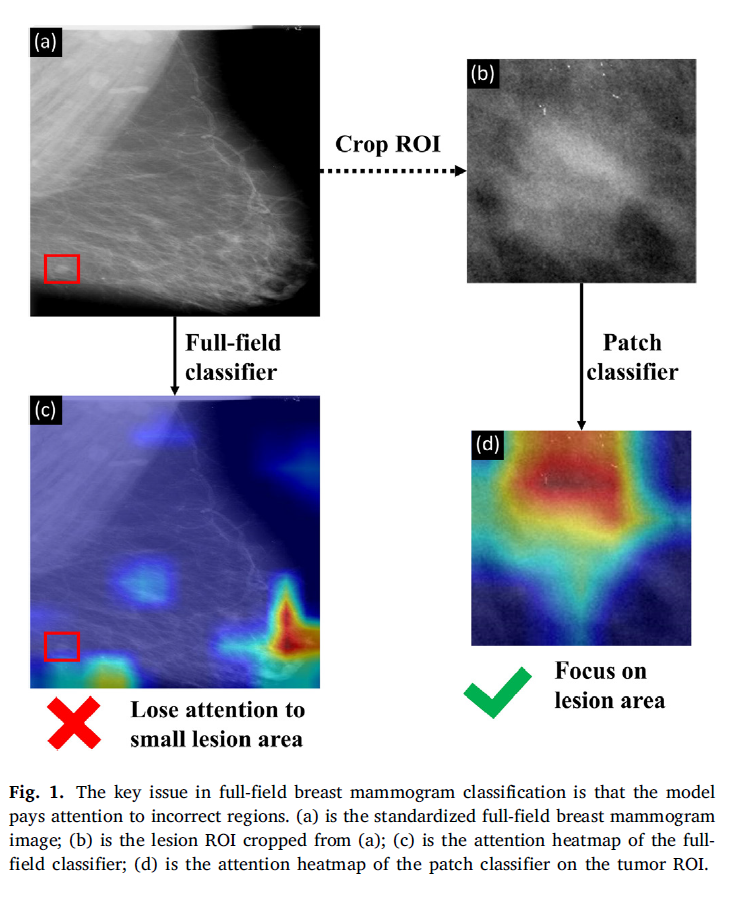 (a)
(b)
Crop ROI
Full-field
classifier
Patch
classifier
(c)
(d)
Lose attention to
small lesion area
Focus on
lesion area
Fig. 1. The key issue in full-field breast mammogram classification is that the model
pays attention to incorrect regions. (a) is the standardized full-field breast mammogram
image; (b) is the lesion ROI cropped from (a); (c) is the attention heatmap of the full-
field classifier; (d) is the attention heatmap of the patch classifier on the tumor ROI.